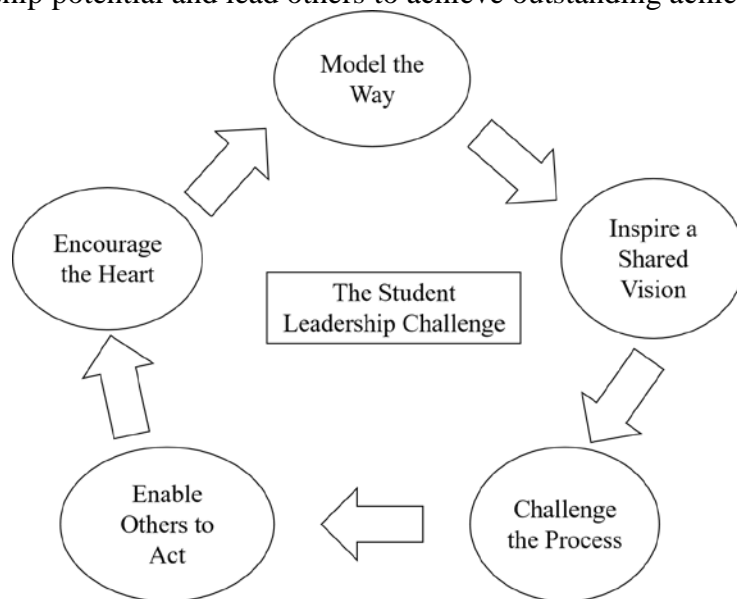 ship potential and lead others to achieve outstanding achie
Model the
Way
Inspire a
Shared
Vision
Challenge
the Process
Enable
Others to
Act
Encourage
the Heart
The Student
Leadership Challenge